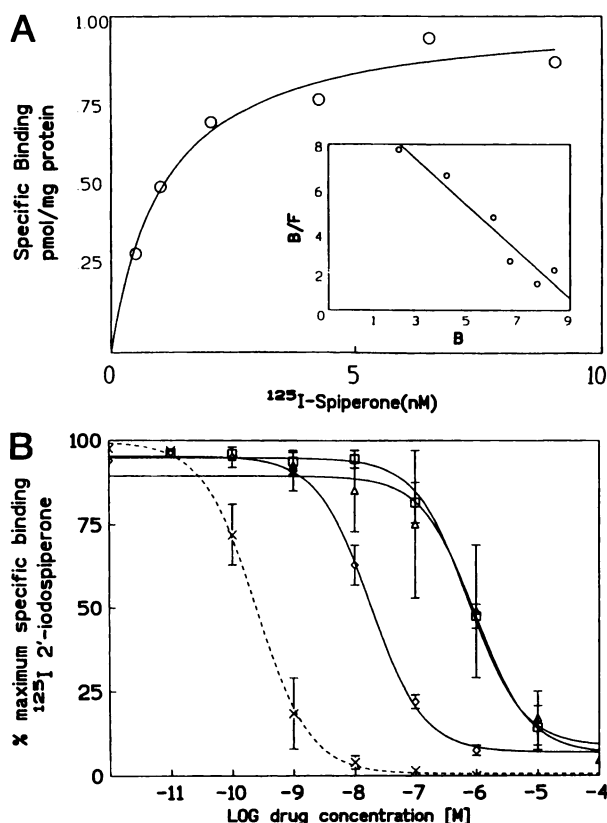 A
1.00
.75
.50
.25
0
Specific Binding
pmol/mg protein
8
6
4
2
0
B/F
1 3 5 7 9
B
0 5 10
¹²⁵I-Spiperone(nM)
B
100
75
50
25
0
% maximum specific binding
¹²⁵I 2'-iodospiperone
-11 -10 -9 -8 -7 -6 -5 -4
LOG drug concentration [M]